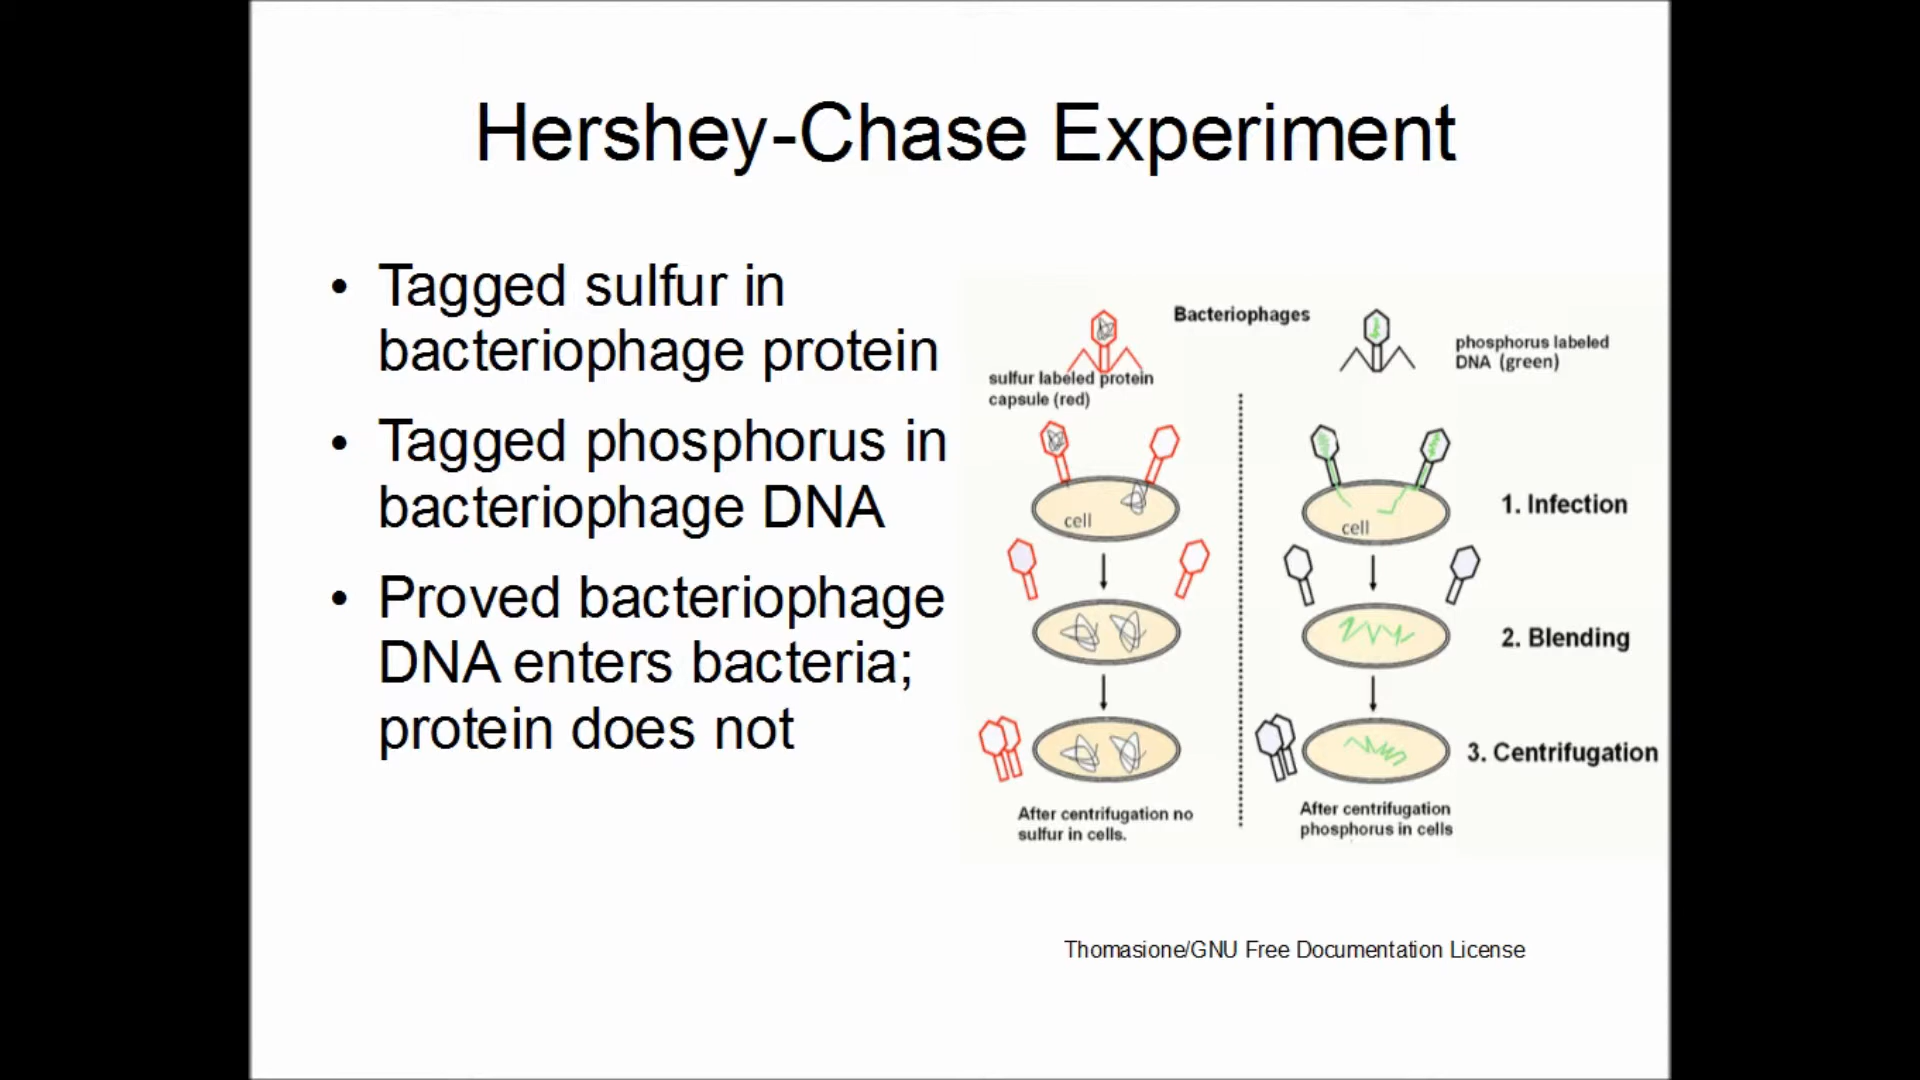 Hershey-Chase Experiment
• Tagged sulfur in
bacteriophage protein
• Tagged phosphorus in
bacteriophage DNA
• Proved bacteriophage
DNA enters bacteria;
protein does not
Bacteriophages
sulfur labeled protein
capsule (red)
phosphorus labeled
DNA (green)
cell
cell
1. Infection
2. Blending
3. Centrifugation
After centrifugation no
sulfur in cells.
After centrifugation
phosphorus in cells
Thomasione/GNU Free Documentation License